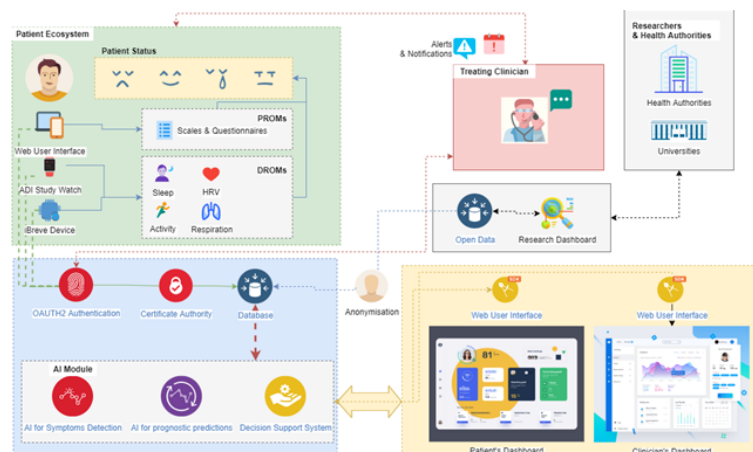 Patient Ecosystem
Patient Status
Web User Interface
ADI Study Watch
iBreve Device
PROMs
Scales & Questionnaires
DROMs
Sleep
HRV
Activity
Respiration
Alerts
& Notifications
Treating Clinician
Researchers
& Health Authorities
Health Authorities
Universities
Open Data
Research Dashboard
OAUTH2 Authentication
Certificate Authority
Database
Anonymisation
AI Module
AI for Symptoms Detection
AI for prognostic predictions
Decision Support System
SDK
Web User Interface
SDK
Web User Interface
81
Patient's Dashboard
Clinician's Dashboard